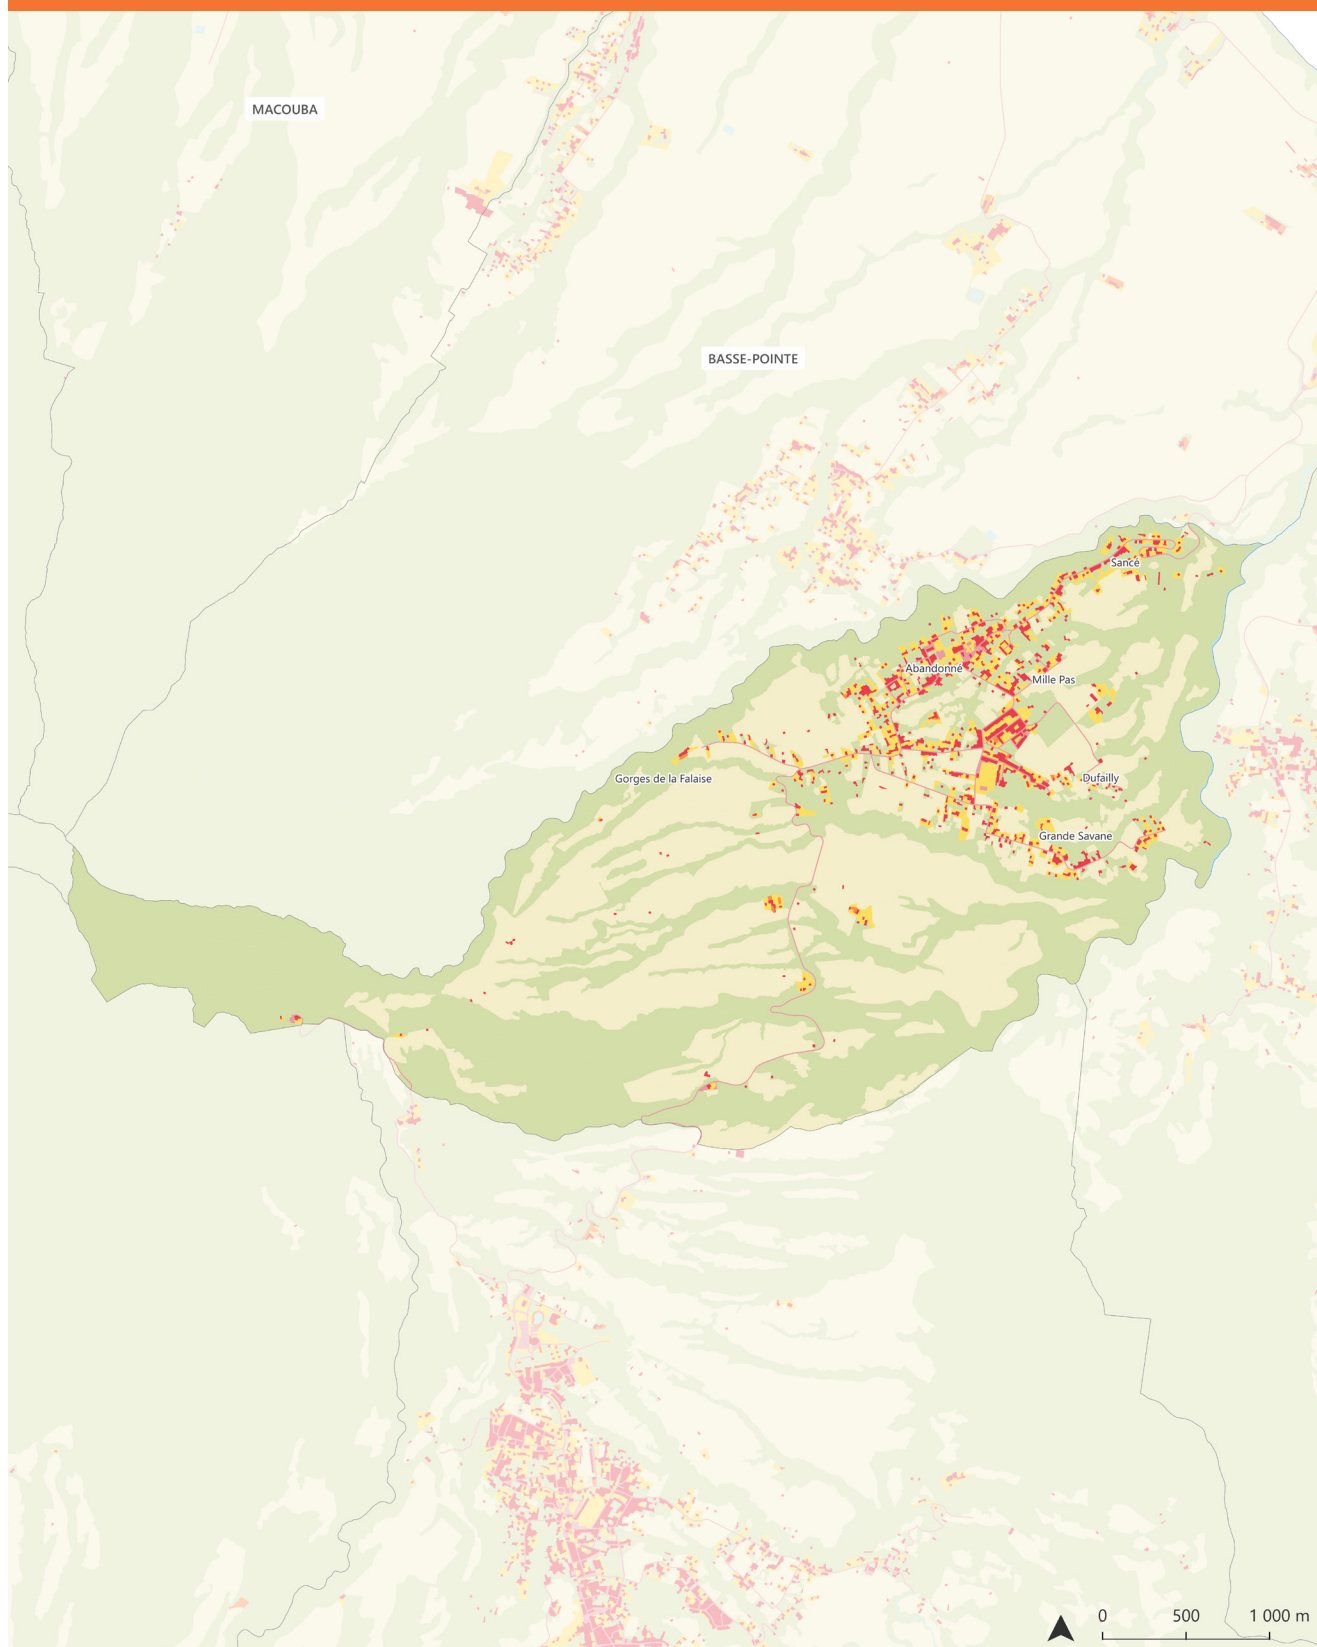 MACOUBA
BASSE-POINTE
Sancé
Abandonné
Mille Pas
Gorges de la Falaise
Dufailly
Grande Savane
0 500 1 000 m